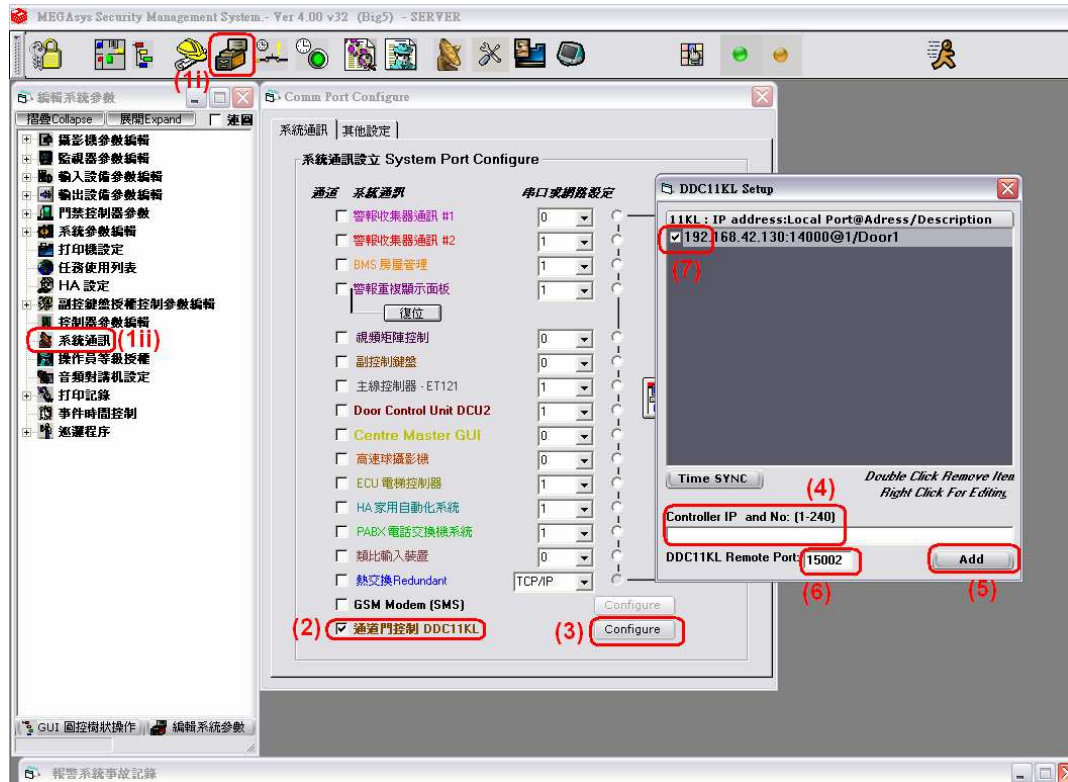 MEGAsys Security Management System.- Ver 4.00 v32 (Big5) - SERVER
(1i)
編輯系統參數
摺疊Collapse 展開Expand 連圖
攝影機參數編輯
監視器參數編輯
輸入設備參數編輯
輸出設備參數編輯
門禁控制器參數
系統參數編輯
打印機設定
任務使用列表
HA 設定
副控鍵盤授權控制參數編輯
控制器參數編輯
系統通訊 (1ii)
操作員等級授權
音頻對講机設定
打印記錄
事件時間控制
巡邏程序
GUI 圖控樹狀操作 編輯系統參數
Comm Port Configure
系統通訊 其他設定
系統通訊設立 System Port Configure
通道 系統通訊 串口或網路設定
警報收集器通訊 #1 0
警報收集器通訊 #2 1
BMS 房屋管理 1
警報重複顯示面板 1
復位
視頻矩陣控制 0
副控制鍵盤 0
主線控制器 - ET121 1
Door Control Unit DCU2 1
Centre Master GUI 0
高速球攝影機 0
ECU 電梯控制器 1
HA 家用自動化系統 1
PABX 電話交換機系統 1
類比輸入裝置 0
熱交換Redundant TCP/IP
GSM Modem (SMS) Configure
(2) 通道門控制 DDC11KL (3) Configure
DDC11KL Setup
11KL : IP address:Local Port@Adress/Description
192.168.42.130:14000@1/Door1
(7)
Time SYNC Double Click Remove Item
Right Click For Editing
(4)
Controller IP and No: (1-240)
DDC11KL Remote Port: 15002 Add
(6) (5)
報警系統事故記錄